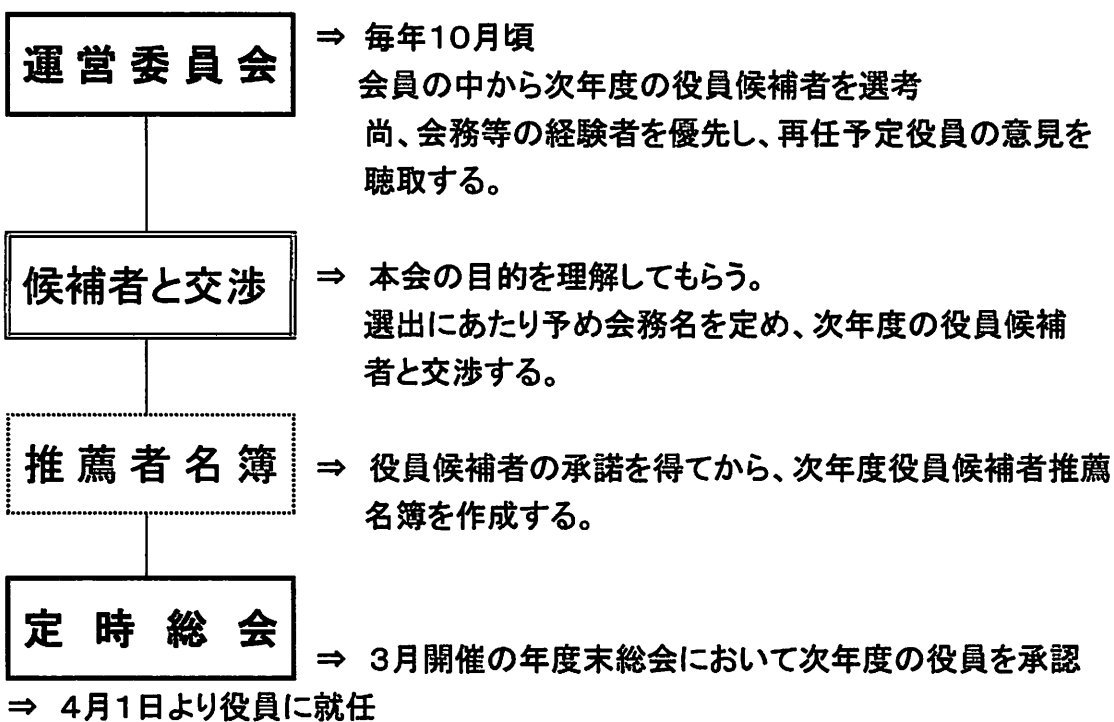 運営委員会
⇒ 毎年10月頃
会員の中から次年度の役員候補者を選考
尚、会務等の経験者を優先し、再任予定役員の意見を
聴取する。
候補者と交渉
⇒ 本会の目的を理解してもらう。
選出にあたり予め会務名を定め、次年度の役員候補
者と交渉する。
推薦者名簿
⇒ 役員候補者の承諾を得てから、次年度役員候補者推薦
名簿を作成する。
定時総会
⇒ 3月開催の年度末総会において次年度の役員を承認
⇒ 4月1日より役員に就任